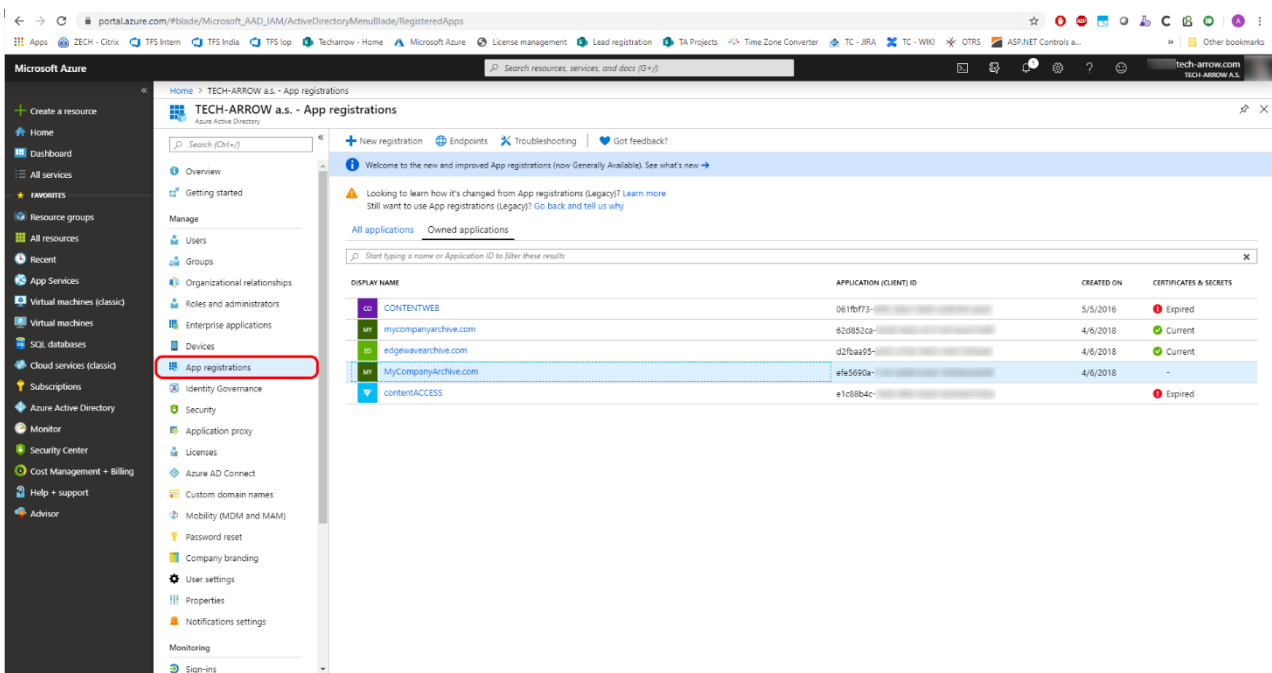 portal.azure.com/#blade/Microsoft_AAD_IAM/ActiveDirectoryMenuBlade/RegisteredApps
Apps ZECH - Citrix TFS Intern TFS India TFS Iop Techarrow - Home Microsoft Azure License management Lead registration TA Projects Time Zone Converter TC - JIRA TC - WIKI OTRS ASP.NET Controls a... » Other bookmarks
Microsoft Azure
Search resources, services, and docs (G+/)
tech-arrow.com
TECH-ARROW A.S.
«
Create a resource
Home
Dashboard
All services
FAVORITES
Resource groups
All resources
Recent
App Services
Virtual machines (classic)
Virtual machines
SQL databases
Cloud services (classic)
Subscriptions
Azure Active Directory
Monitor
Security Center
Cost Management + Billing
Help + support
Advisor
Home > TECH-ARROW a.s. - App registrations
TECH-ARROW a.s. - App registrations
Azure Active Directory
Search (Ctrl+/)
«
Overview
Getting started
Manage
Users
Groups
Organizational relationships
Roles and administrators
Enterprise applications
Devices
App registrations
Identity Governance
Security
Application proxy
Licenses
Azure AD Connect
Custom domain names
Mobility (MDM and MAM)
Password reset
Company branding
User settings
Properties
Notifications settings
Monitoring
Sign-ins
New registration Endpoints Troubleshooting Got feedback?
Welcome to the new and improved App registrations (now Generally Available). See what's new →
Looking to learn how it's changed from App registrations (Legacy)? Learn more
Still want to use App registrations (Legacy)? Go back and tell us why
All applications Owned applications
Start typing a name or Application ID to filter these results
DISPLAY NAME APPLICATION (CLIENT) ID CREATED ON CERTIFICATES & SECRETS
CO CONTENTWEB 061fbf73- 5/5/2016 Expired
MY mycompanyarchive.com 62d852ca- 4/6/2018 Current
ED edgewavearchive.com d2fbaa95- 4/6/2018 Current
MY MyCompanyArchive.com efe5690a- 4/6/2018 -
contentACCESS e1c88b4c- Expired